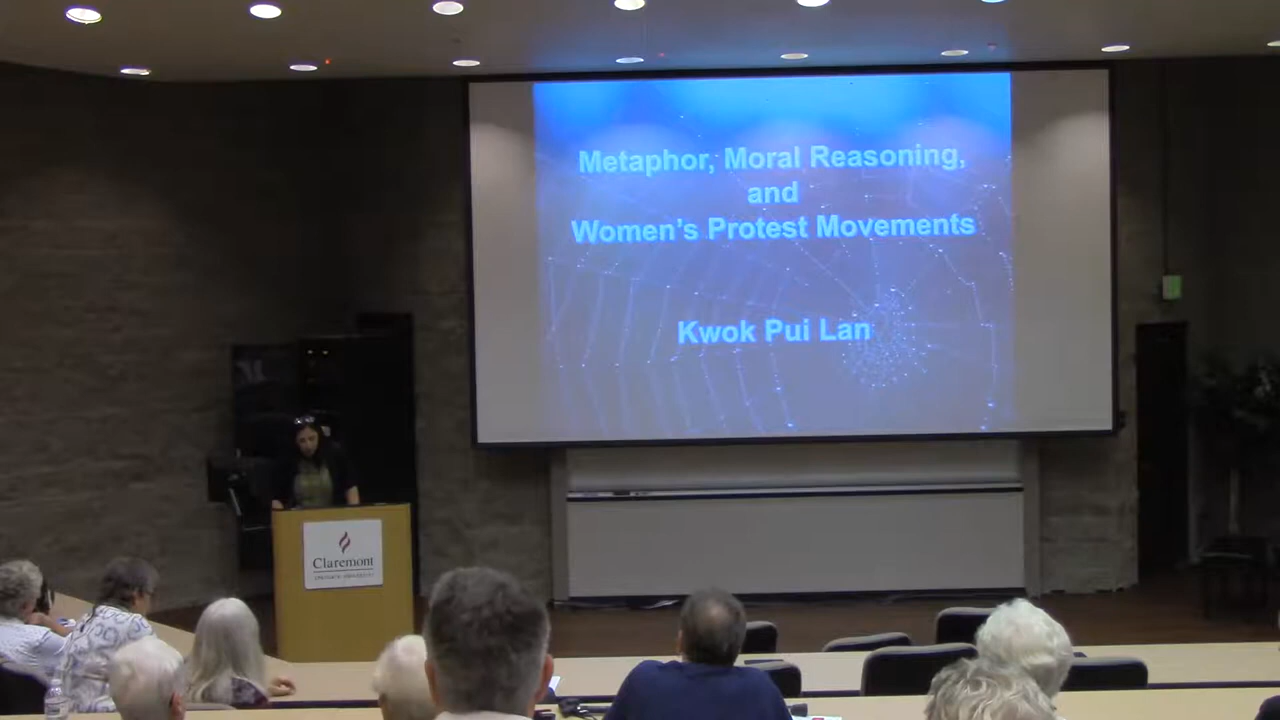 Metaphor, Moral Reasoning,
and
Women's Protest Movements
Kwok Pui Lan
Claremont